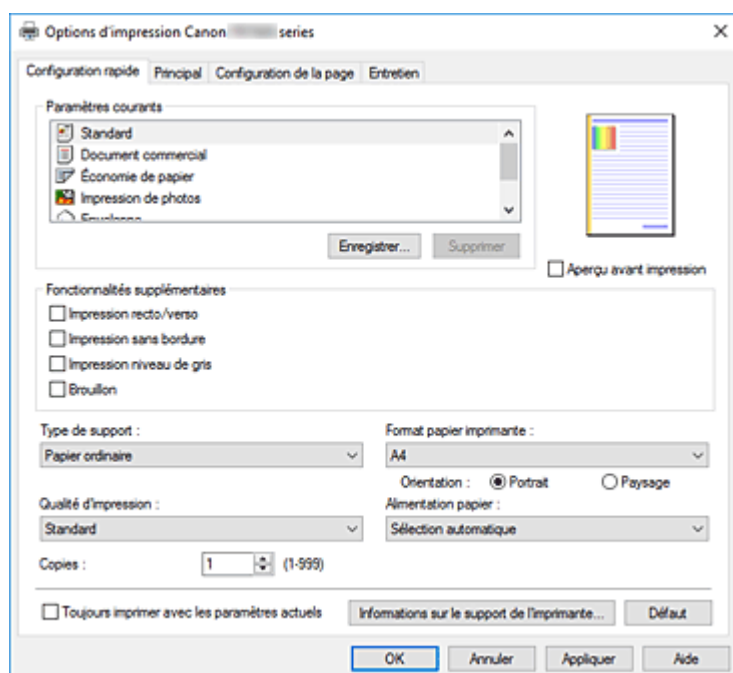 Options d'impression Canon series
Configuration rapide Principal Configuration de la page Entretien
Paramètres courants
Standard
Document commercial
Économie de papier
Impression de photos
Enregistrer... Supprimer
Aperçu avant impression
Fonctionnalités supplémentaires
Impression recto/verso
Impression sans bordure
Impression niveau de gris
Brouillon
Type de support : Format papier imprimante :
Papier ordinaire A4
Orientation : Portrait Paysage
Qualité d'impression : Alimentation papier :
Standard Sélection automatique
Copies : 1 (1-999)
Toujours imprimer avec les paramètres actuels Informations sur le support de l'imprimante... Défaut
OK Annuler Appliquer Aide